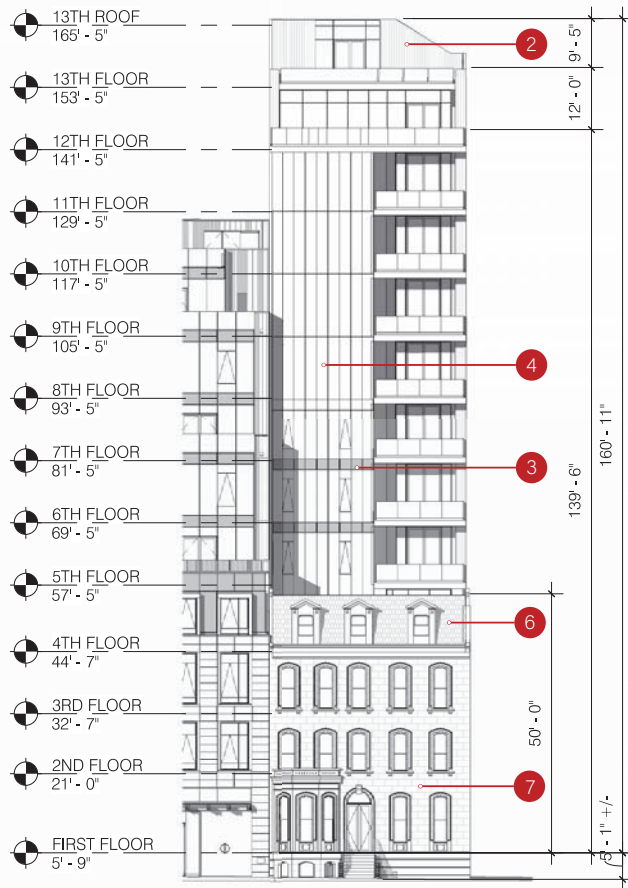 13TH ROOF
165' - 5"
13TH FLOOR
153' - 5"
12TH FLOOR
141' - 5"
11TH FLOOR
129' - 5"
10TH FLOOR
117' - 5"
9TH FLOOR
105' - 5"
8TH FLOOR
93' - 5"
7TH FLOOR
81' - 5"
6TH FLOOR
69' - 5"
5TH FLOOR
57' - 5"
4TH FLOOR
44' - 7"
3RD FLOOR
32' - 7"
2ND FLOOR
21' - 0"
FIRST FLOOR
5' - 9"
2
4
3
6
7
9' - 5"
12' - 0"
139' - 6"
160' - 11"
50' - 0"
5' - 1" +/-